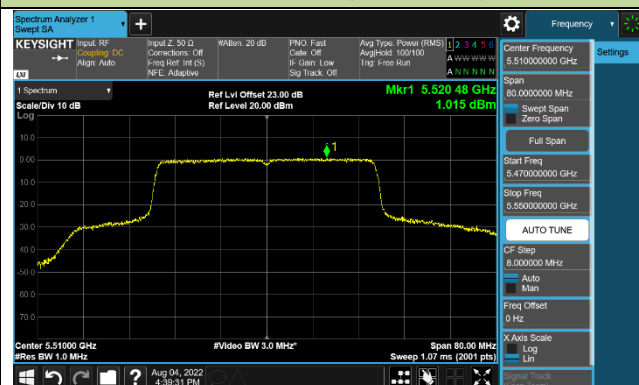 Spectrum Analyzer 1
Swept SA
Frequency
KEYSIGHT
Input: RF
Coupling: DC
Align: Auto
Input Z: 50 Ω
Corrections: Off
Freq Ref: Int (S)
NFE: Adaptive
#Atten: 20 dB
PNO: Fast
Gate: Off
IF Gain: Low
Sig Track: Off
Avg Type: Power (RMS)
Avg|Hold: 100/100
Trig: Free Run
1 2 3 4 5 6
A W W W W W
A N N N N N
LXI
1 Spectrum
Scale/Div 10 dB
Log
Ref Lvl Offset 23.00 dB
Ref Level 20.00 dBm
Mkr1 5.520 48 GHz
1.015 dBm
10.0
0.00
-10.0
-20.0
-30.0
-40.0
-50.0
-60.0
-70.0
1
Center 5.51000 GHz
#Res BW 1.0 MHz
#Video BW 3.0 MHz*
Span 80.00 MHz
Sweep 1.07 ms (2001 pts)
Aug 04, 2022
4:39:31 PM
Center Frequency
5.510000000 GHz
Settings
Span
80.0000000 MHz
Swept Span
Zero Span
Full Span
Start Freq
5.470000000 GHz
Stop Freq
5.550000000 GHz
AUTO TUNE
CF Step
8.000000 MHz
Auto
Man
Freq Offset
0 Hz
X Axis Scale
Log
Lin
Signal Track